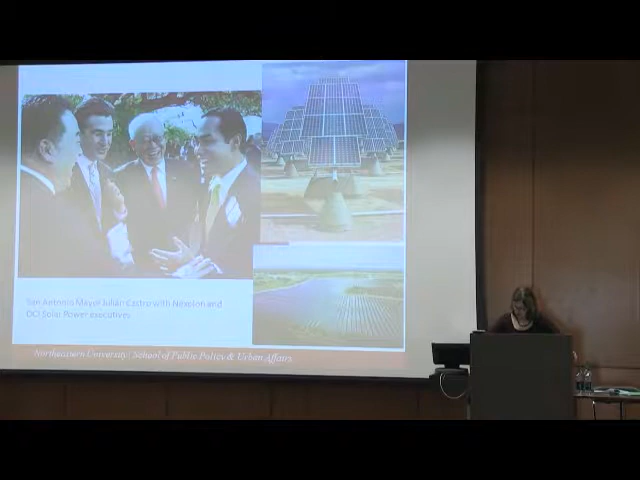 San Antonio Mayor Julian Castro with Nexolon and
OCI Solar Power executives
Northeastern University | School of Public Policy & Urban Affairs